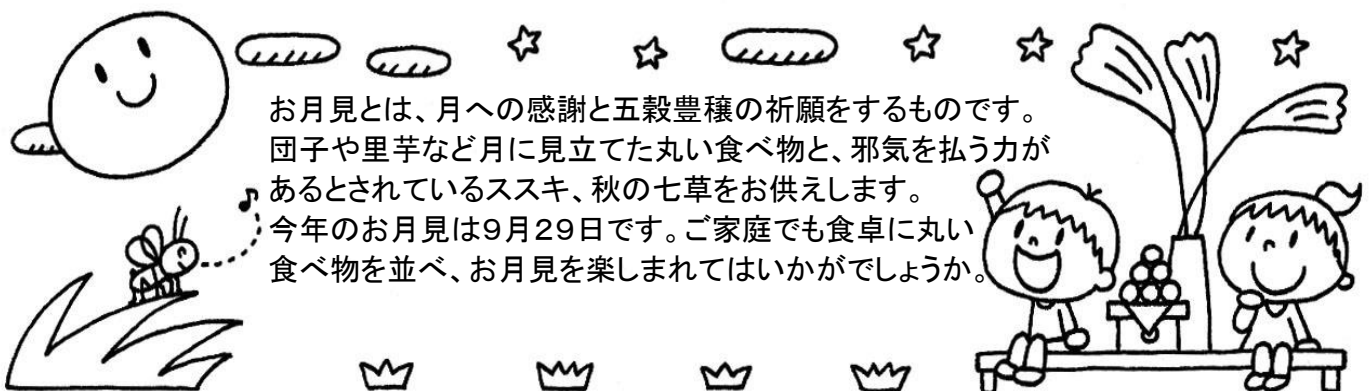 お月見とは、月への感謝と五穀豊穣の祈願をするものです。
団子や里芋など月に見立てた丸い食べ物と、邪気を払う力が
あるとされているススキ、秋の七草をお供えします。
今年のお月見は９月２９日です。ご家庭でも食卓に丸い
食べ物を並べ、お月見を楽しまれてはいかがでしょうか。